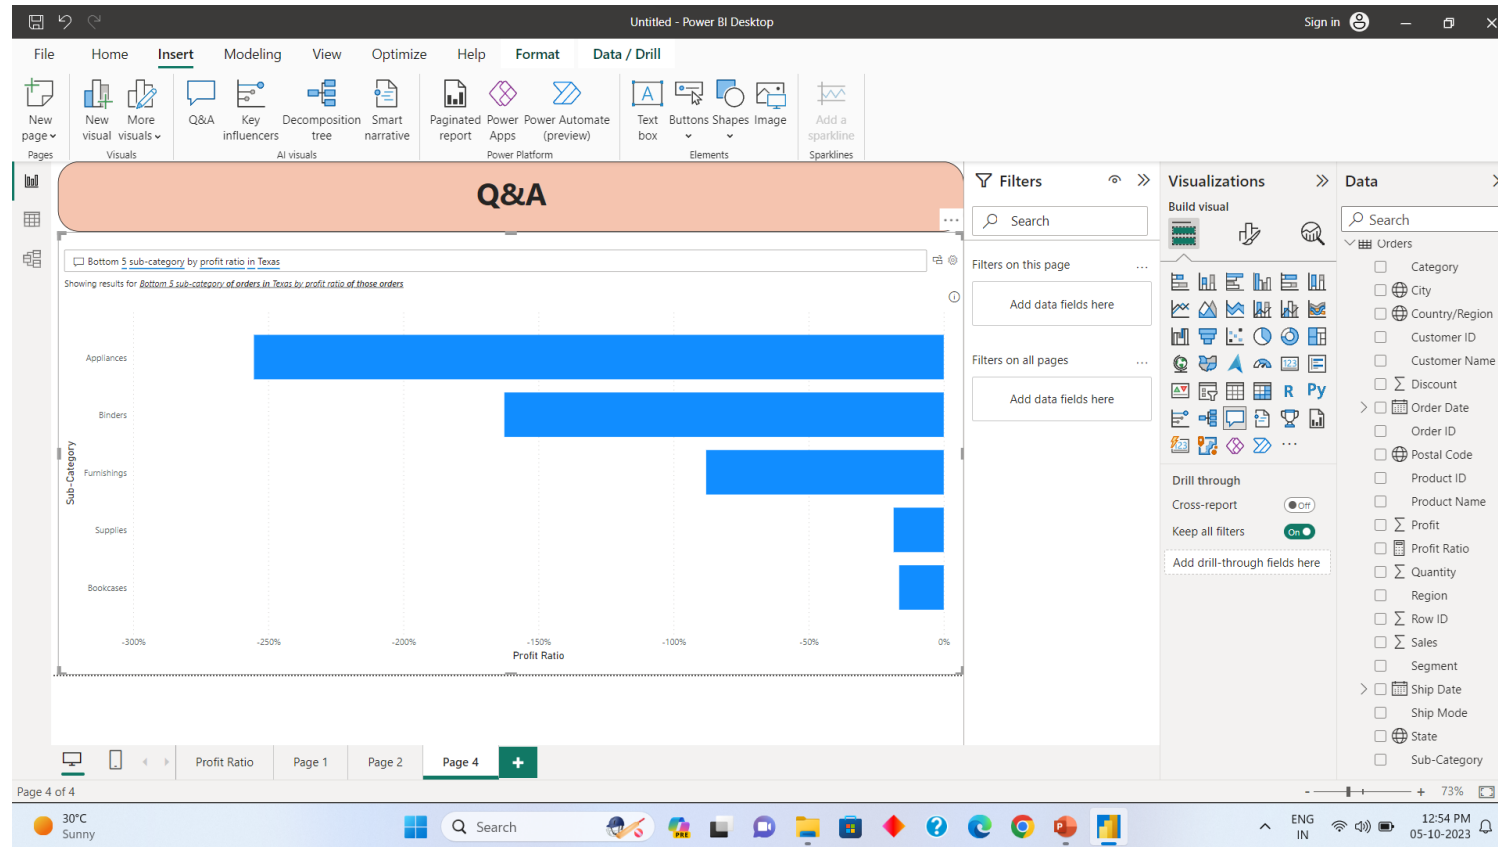 Untitled - Power BI Desktop
Sign in
File Home Insert Modeling View Optimize Help Format Data / Drill
New page
New visual
More visuals
Q&A
Key influencers
Decomposition tree
Smart narrative
Paginated report
Power Apps
Power Automate (preview)
Text box
Buttons
Shapes
Image
Add a sparkline
Pages
Visuals
AI visuals
Power Platform
Elements
Sparklines
Q&A
Bottom 5 sub-category by profit ratio in Texas
Showing results for Bottom 5 sub-category of orders in Texas by profit ratio of those orders
Sub-Category
Appliances
Binders
Furnishings
Supplies
Bookcases
-300% -250% -200% -150% -100% -50% 0%
Profit Ratio
Filters
Search
Filters on this page
Add data fields here
Filters on all pages
Add data fields here
Visualizations
Build visual
123
R
Py
123
Drill through
Cross-report
Off
Keep all filters
On
Add drill-through fields here
Data
Search
Orders
Category
City
Country/Region
Customer ID
Customer Name
Discount
Order Date
Order ID
Postal Code
Product ID
Product Name
Profit
Profit Ratio
Quantity
Region
Row ID
Sales
Segment
Ship Date
Ship Mode
State
Sub-Category
Profit Ratio
Page 1
Page 2
Page 4
Page 4 of 4
73%
30°C
Sunny
Search
PRE
ENG
IN
12:54 PM
05-10-2023